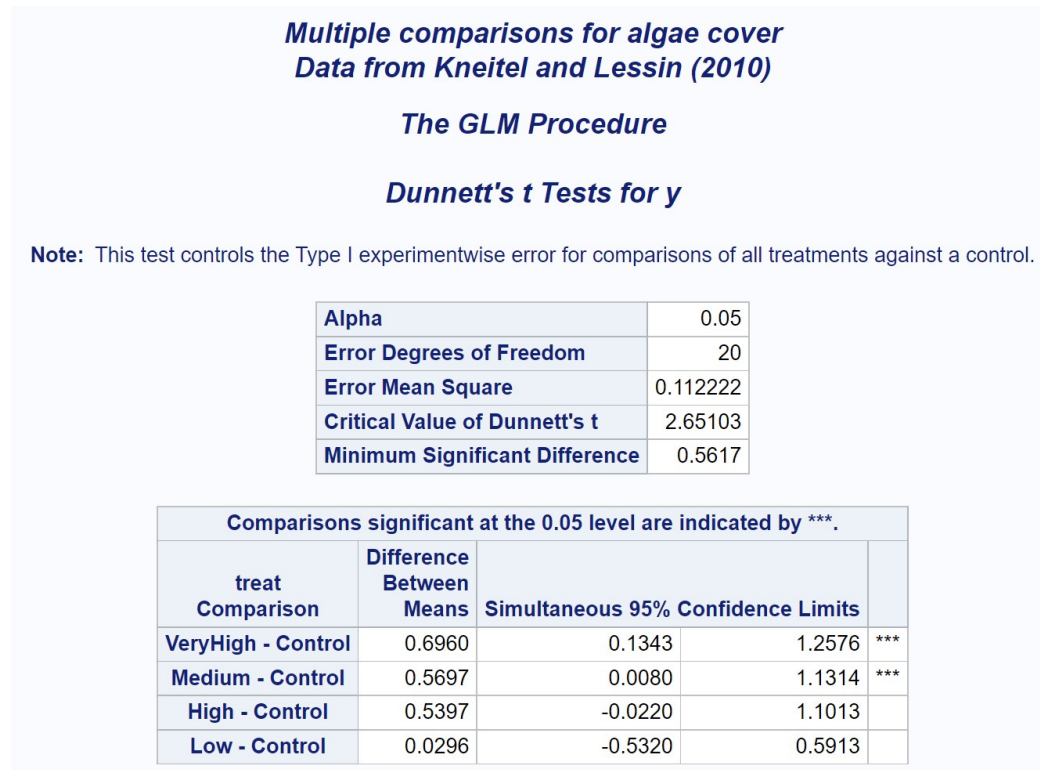 Multiple comparisons for algae cover
Data from Kneitel and Lessin (2010)
The GLM Procedure
Dunnett's t Tests for y
Note: This test controls the Type I experimentwise error for comparisons of all treatments against a control.
Alpha 0.05
Error Degrees of Freedom 20
Error Mean Square 0.112222
Critical Value of Dunnett's t 2.65103
Minimum Significant Difference 0.5617
Comparisons significant at the 0.05 level are indicated by ***.
treat
Comparison
Difference
Between
Means
Simultaneous 95% Confidence Limits
VeryHigh - Control 0.6960 0.1343 1.2576 ***
Medium - Control 0.5697 0.0080 1.1314 ***
High - Control 0.5397 -0.0220 1.1013
Low - Control 0.0296 -0.5320 0.5913